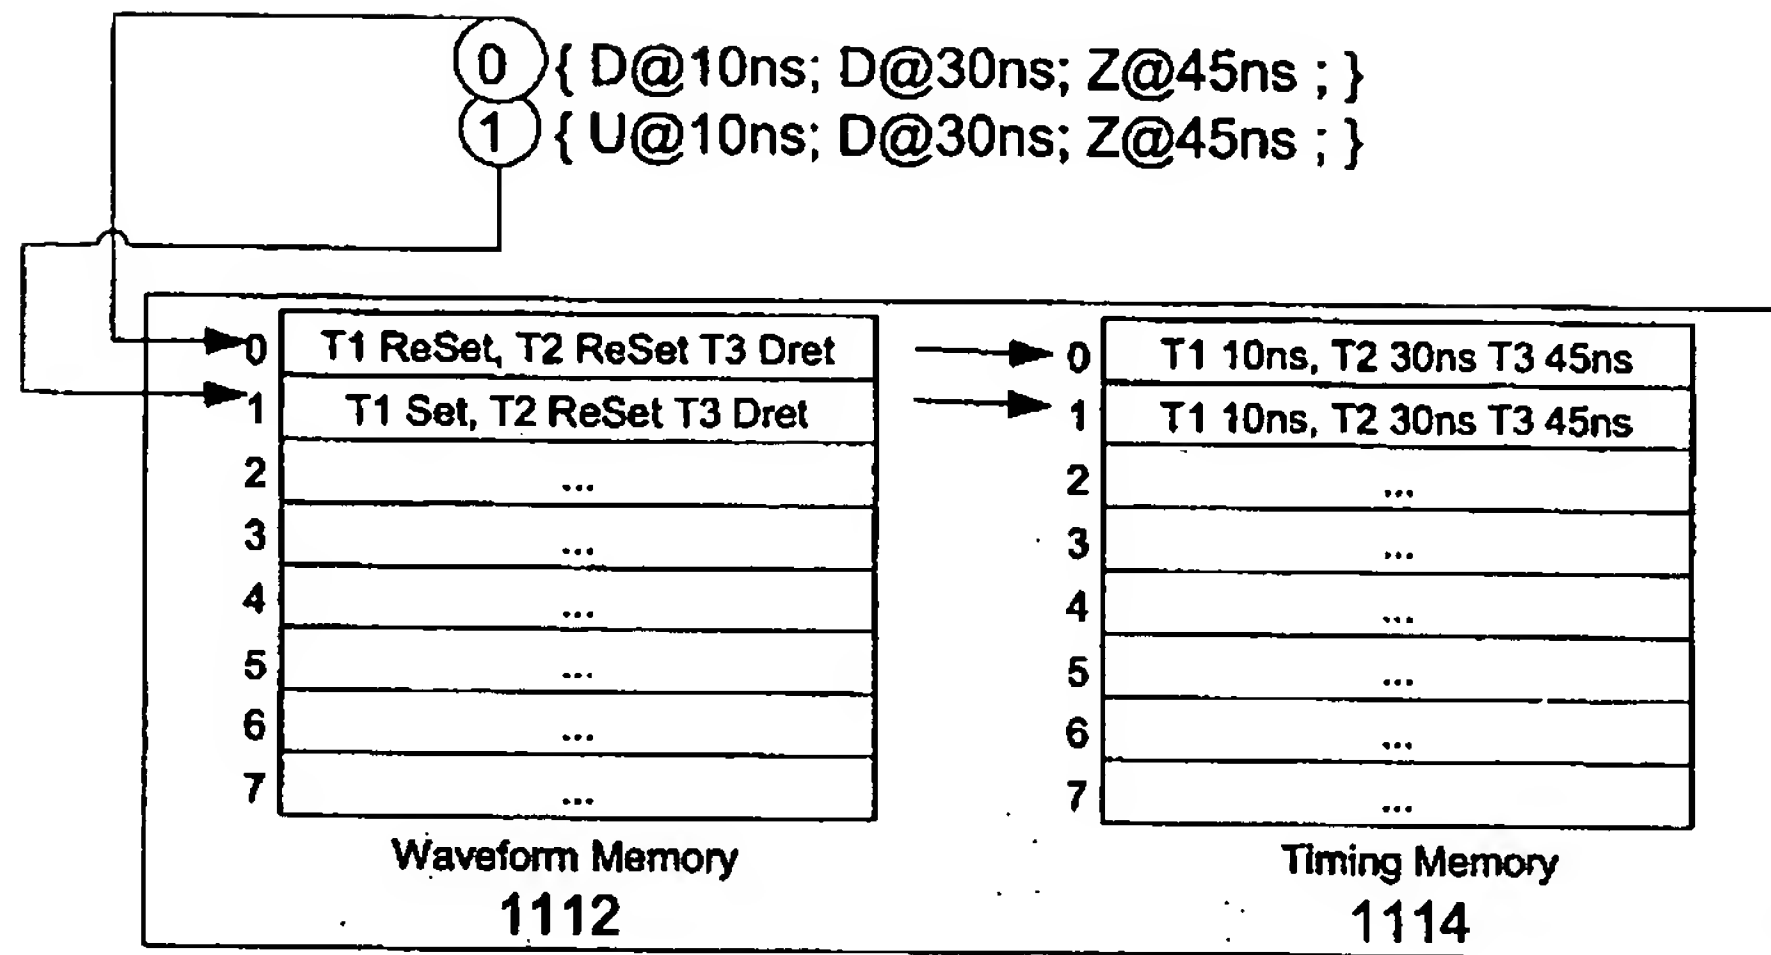 0 { D@10ns; D@30ns; Z@45ns ; }
1 { U@10ns; D@30ns; Z@45ns ; }
0 T1 ReSet, T2 ReSet T3 Dret 0 T1 10ns, T2 30ns T3 45ns
1 T1 Set, T2 ReSet T3 Dret 1 T1 10ns, T2 30ns T3 45ns
2 ... 2 ...
3 ... 3 ...
4 ... 4 ...
5 ... 5 ...
6 ... 6 ...
7 ... 7 ...
Waveform Memory Timing Memory
1112 1114